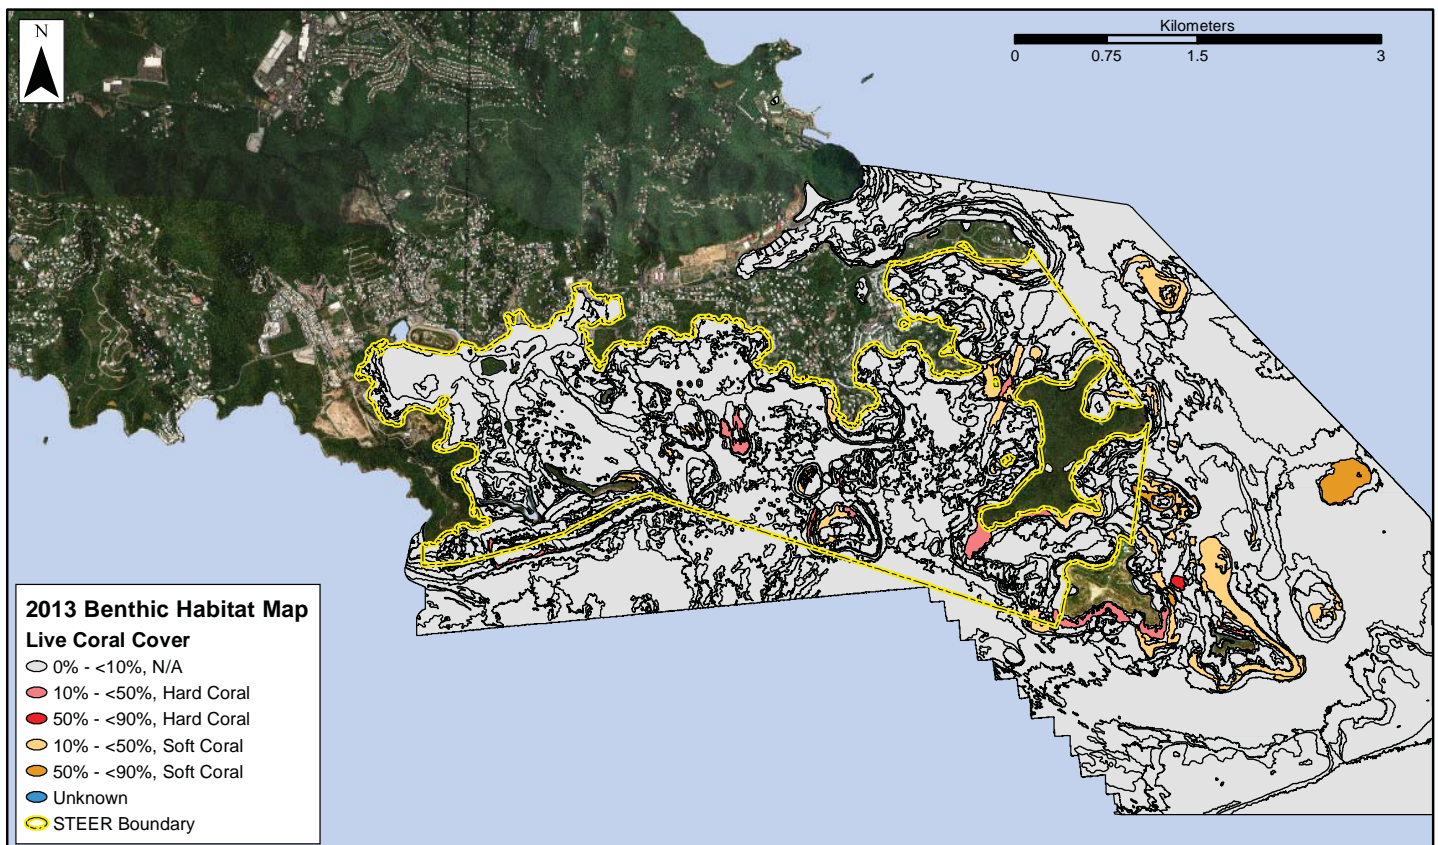 N
Kilometers
0 0.75 1.5 3
2013 Benthic Habitat Map
Live Coral Cover
0% - <10%, N/A
10% - <50%, Hard Coral
50% - <90%, Hard Coral
10% - <50%, Soft Coral
50% - <90%, Soft Coral
Unknown
STEER Boundary